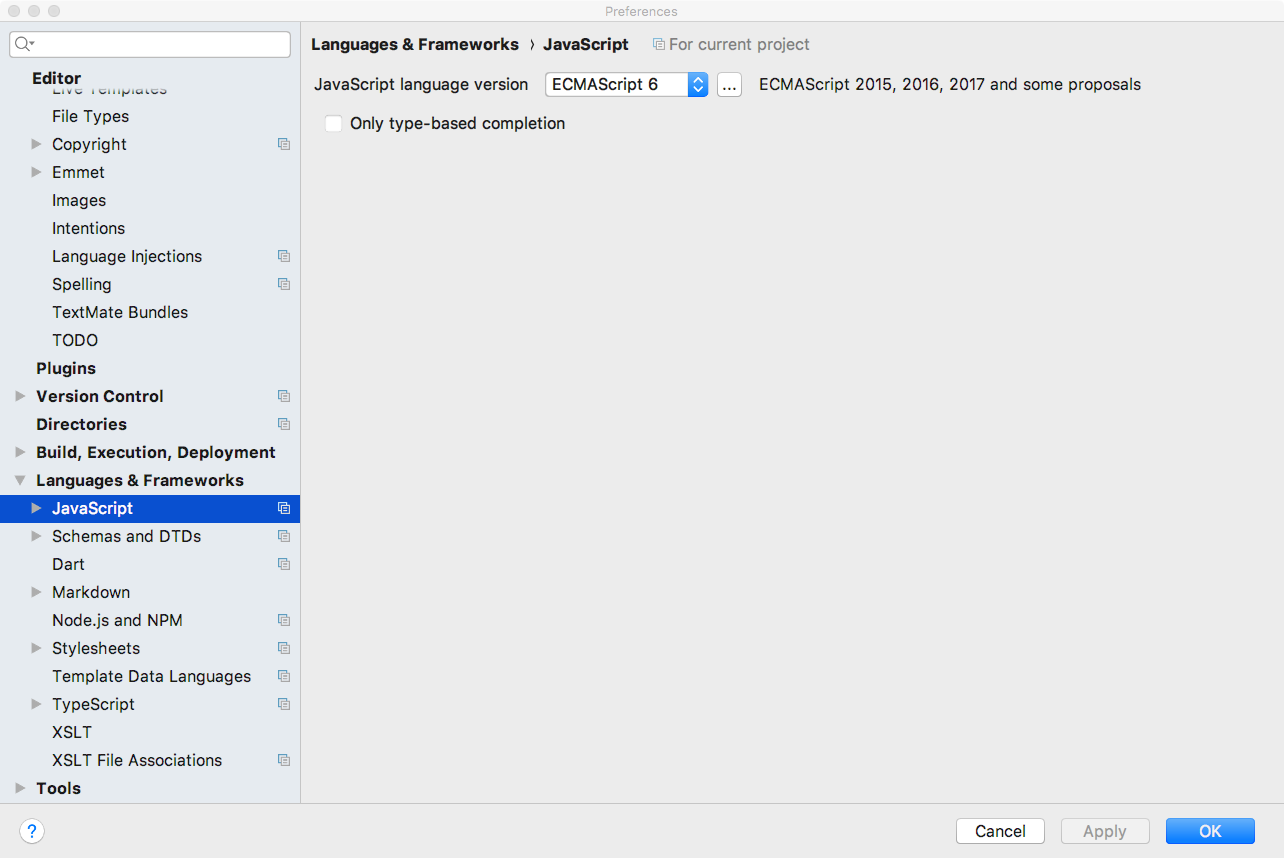 Preferences
Editor
Live Templates
File Types
Copyright
Emmet
Images
Intentions
Language Injections
Spelling
TextMate Bundles
TODO
Plugins
Version Control
Directories
Build, Execution, Deployment
Languages & Frameworks
JavaScript
Schemas and DTDs
Dart
Markdown
Node.js and NPM
Stylesheets
Template Data Languages
TypeScript
XSLT
XSLT File Associations
Tools
Languages & Frameworks › JavaScript For current project
JavaScript language version ECMAScript 6 ... ECMAScript 2015, 2016, 2017 and some proposals
Only type-based completion
? Cancel Apply OK